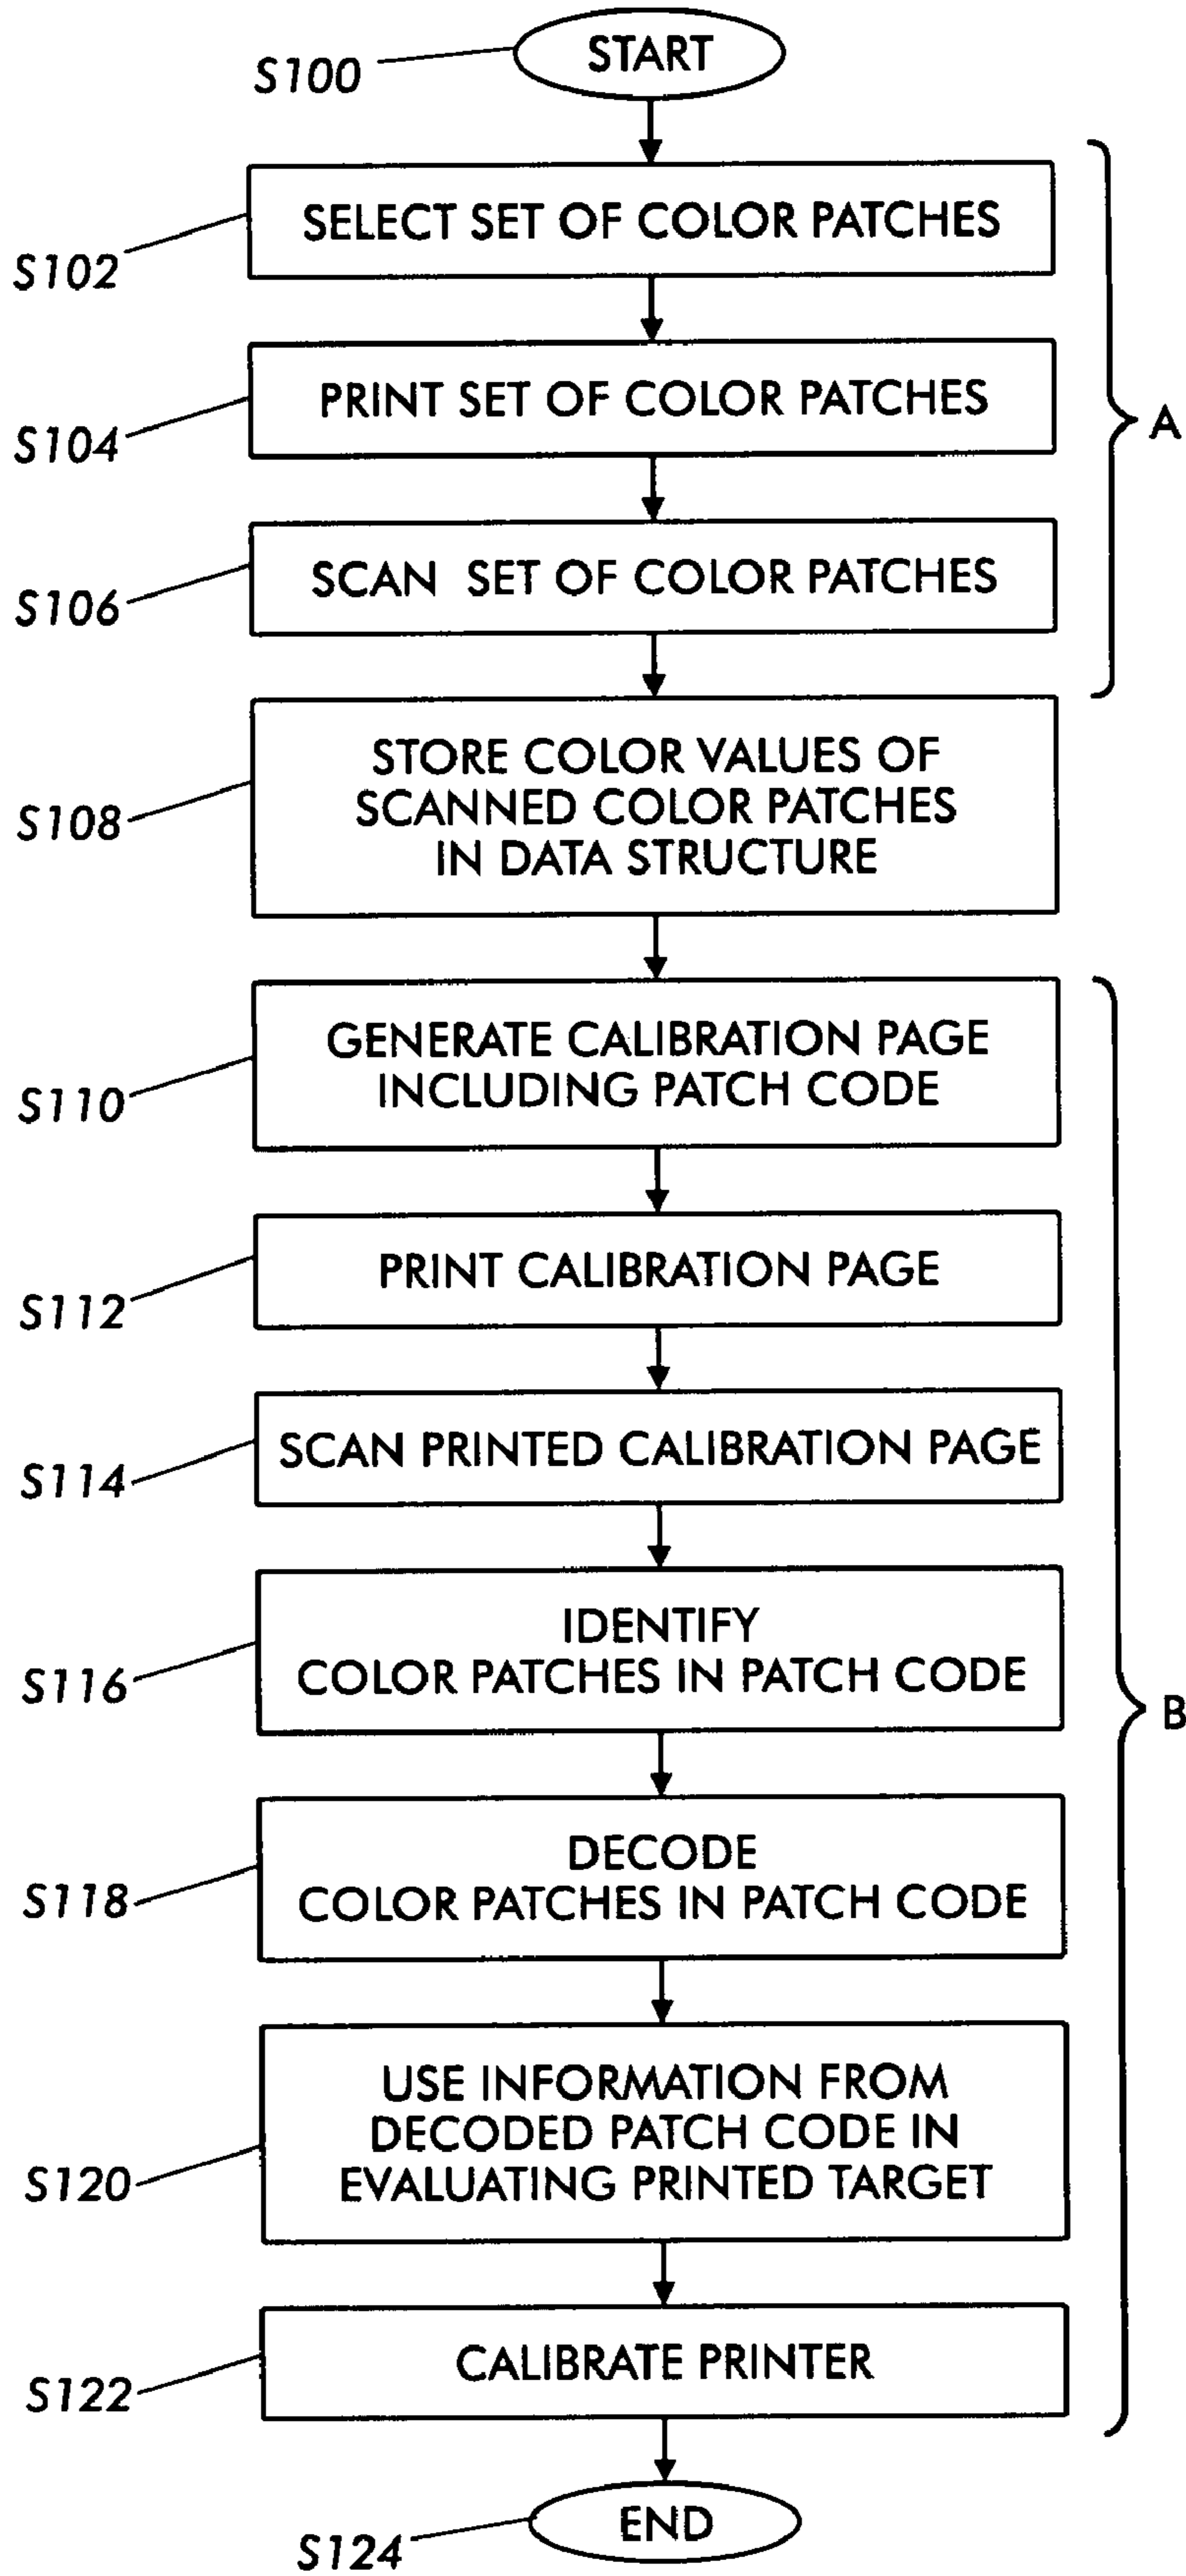 START
S100
SELECT SET OF COLOR PATCHES
S102
PRINT SET OF COLOR PATCHES
S104
A
SCAN SET OF COLOR PATCHES
S106
STORE COLOR VALUES OF
SCANNED COLOR PATCHES
IN DATA STRUCTURE
S108
GENERATE CALIBRATION PAGE
INCLUDING PATCH CODE
S110
PRINT CALIBRATION PAGE
S112
SCAN PRINTED CALIBRATION PAGE
S114
IDENTIFY
COLOR PATCHES IN PATCH CODE
S116
B
DECODE
COLOR PATCHES IN PATCH CODE
S118
USE INFORMATION FROM
DECODED PATCH CODE IN
EVALUATING PRINTED TARGET
S120
CALIBRATE PRINTER
S122
END
S124